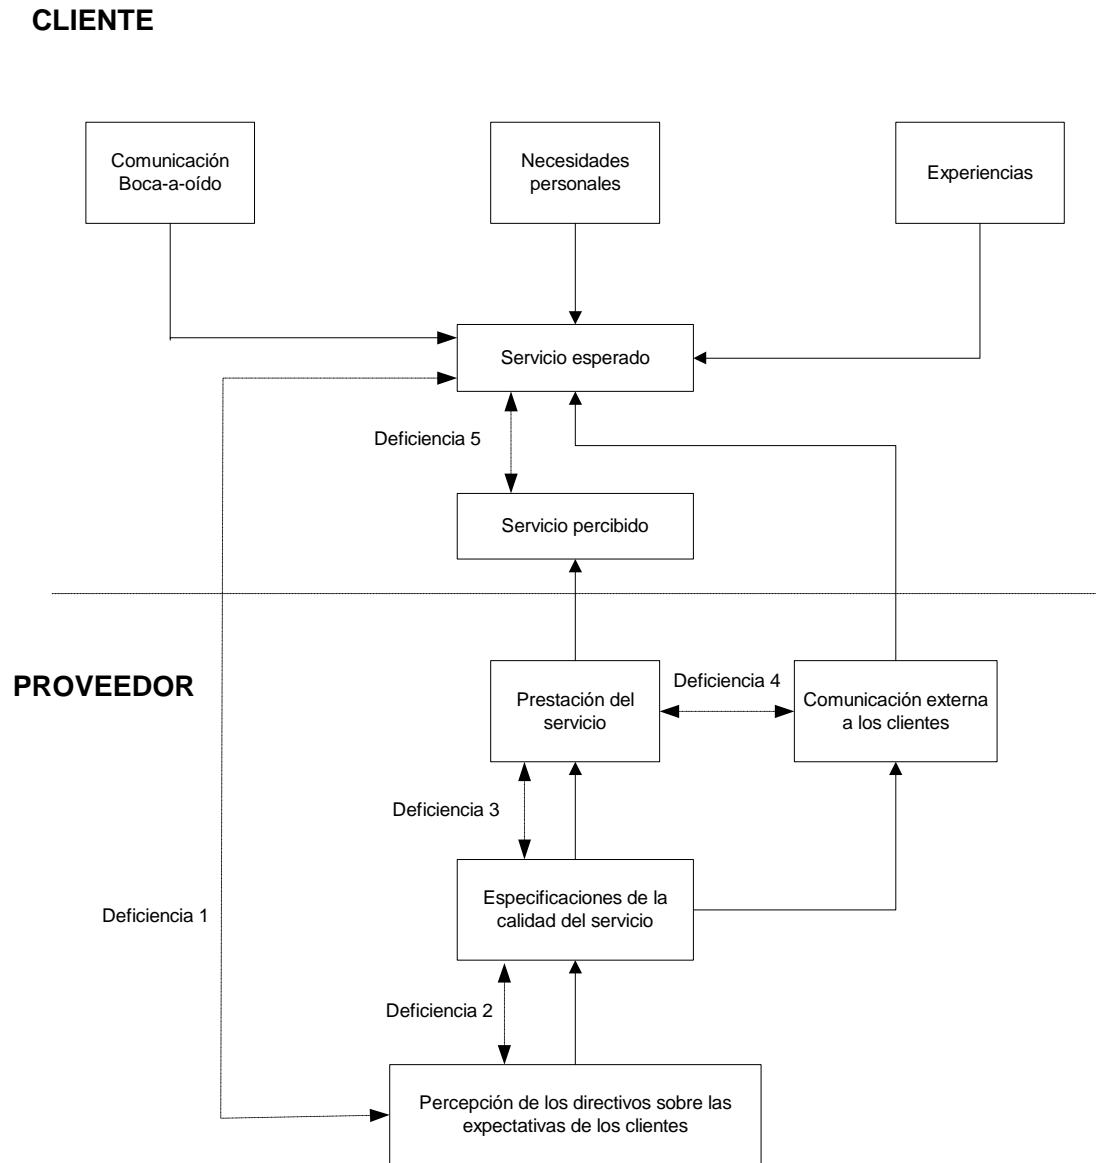 CLIENTE
Comunicación
Boca-a-oído
Necesidades
personales
Experiencias
Servicio esperado
Deficiencia 5
Servicio percibido
PROVEEDOR
Prestación del
servicio
Deficiencia 4
Comunicación externa
a los clientes
Deficiencia 3
Especificaciones de la
calidad del servicio
Deficiencia 1
Deficiencia 2
Percepción de los directivos sobre las
expectativas de los clientes